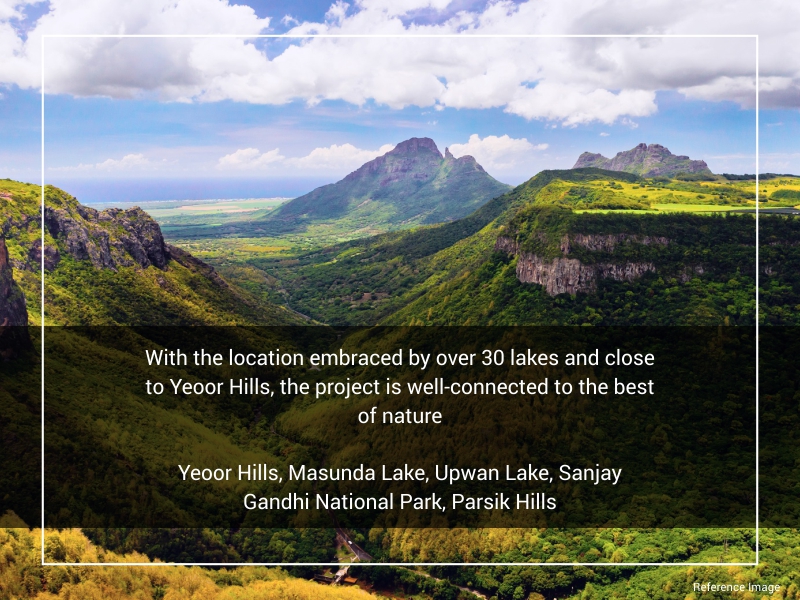 With the location embraced by over 30 lakes and close
to Yeoor Hills, the project is well-connected to the best
of nature
Yeoor Hills, Masunda Lake, Upwan Lake, Sanjay
Gandhi National Park, Parsik Hills
Reference Image